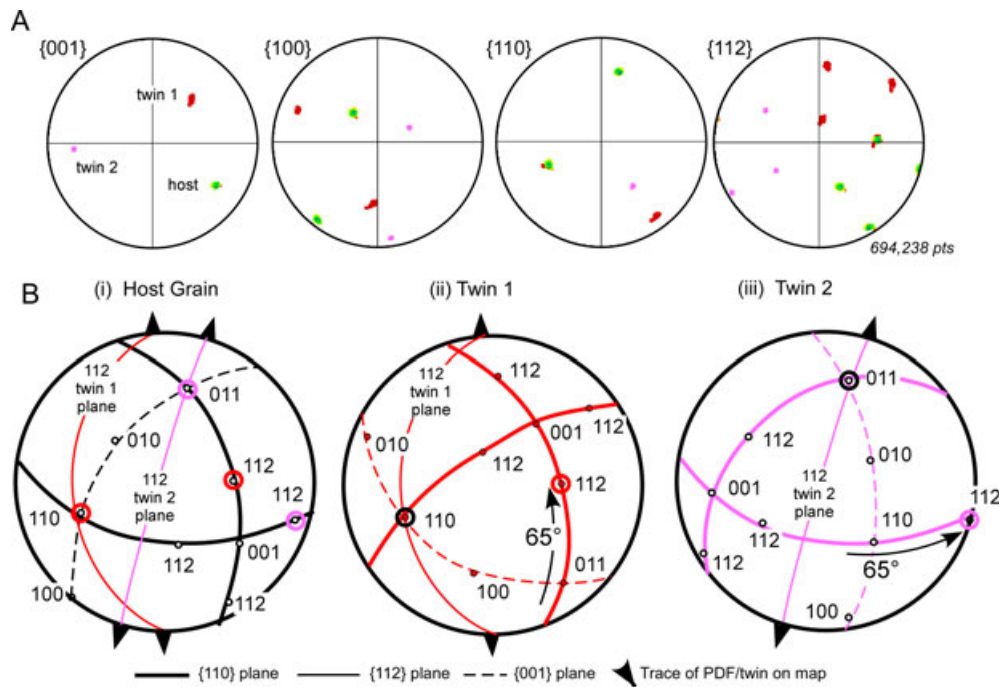 A
{001}
{100}
{110}
{112}
twin 1
twin 2
host
694,238 pts
B
(i) Host Grain
(ii) Twin 1
(iii) Twin 2
112
twin 1
plane
011
010
112
twin 2
plane
112
112
110
112
001
100
112
112
twin 1
plane
112
112
010
001
112
112
110
65°
011
100
011
112
010
112
twin 2
plane
001
112
110
112
112
65°
100
{110} plane
{112} plane
{001} plane
Trace of PDF/twin on map